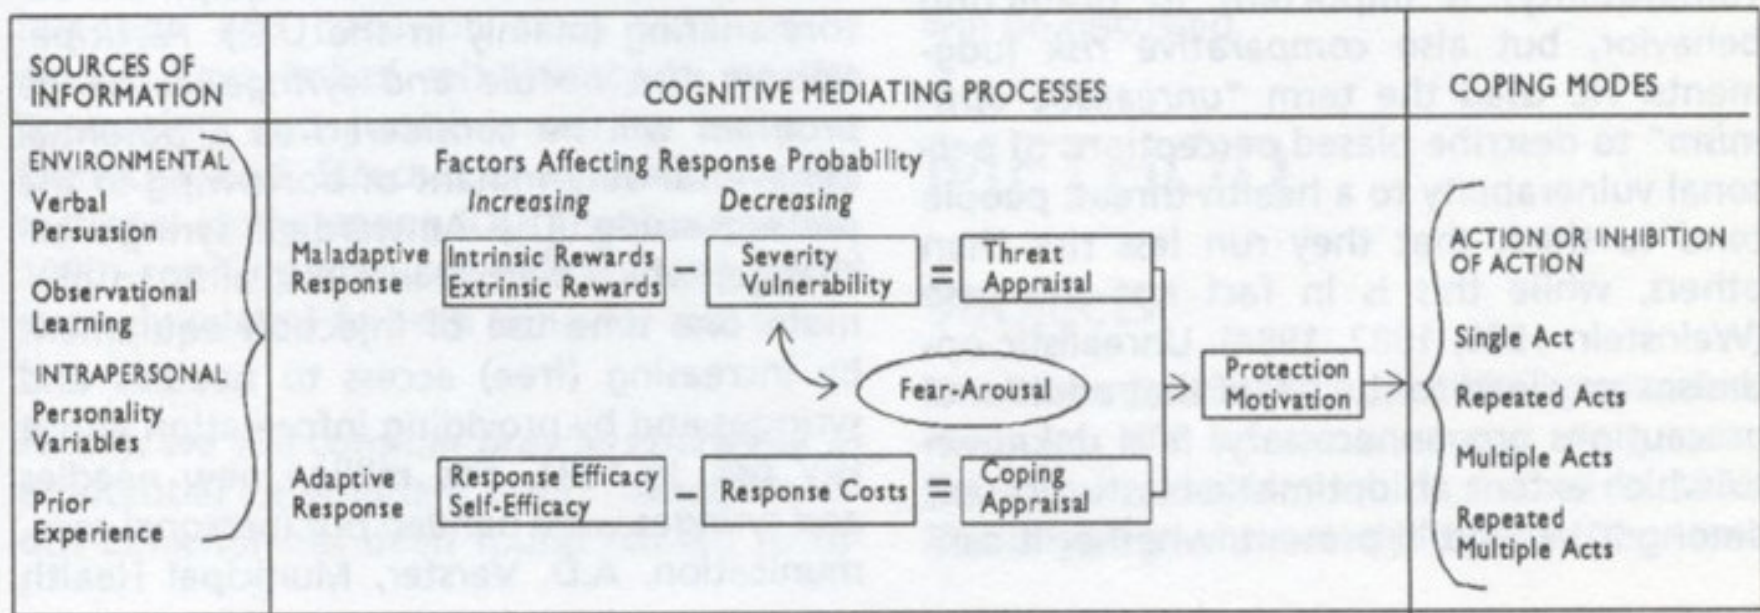 SOURCES OF
INFORMATION
COGNITIVE MEDIATING PROCESSES
COPING MODES
ENVIRONMENTAL
Verbal
Persuasion
Observational
Learning
INTRAPERSONAL
Personality
Variables
Prior
Experience
Factors Affecting Response Probability
Increasing
Decreasing
Maladaptive
Response
Intrinsic Rewards
Extrinsic Rewards
–
Severity
Vulnerability
=
Threat
Appraisal
Fear-Arousal
Protection
Motivation
Adaptive
Response
Response Efficacy
Self-Efficacy
–
Response Costs
=
Coping
Appraisal
ACTION OR INHIBITION
OF ACTION
Single Act
Repeated Acts
Multiple Acts
Repeated
Multiple Acts